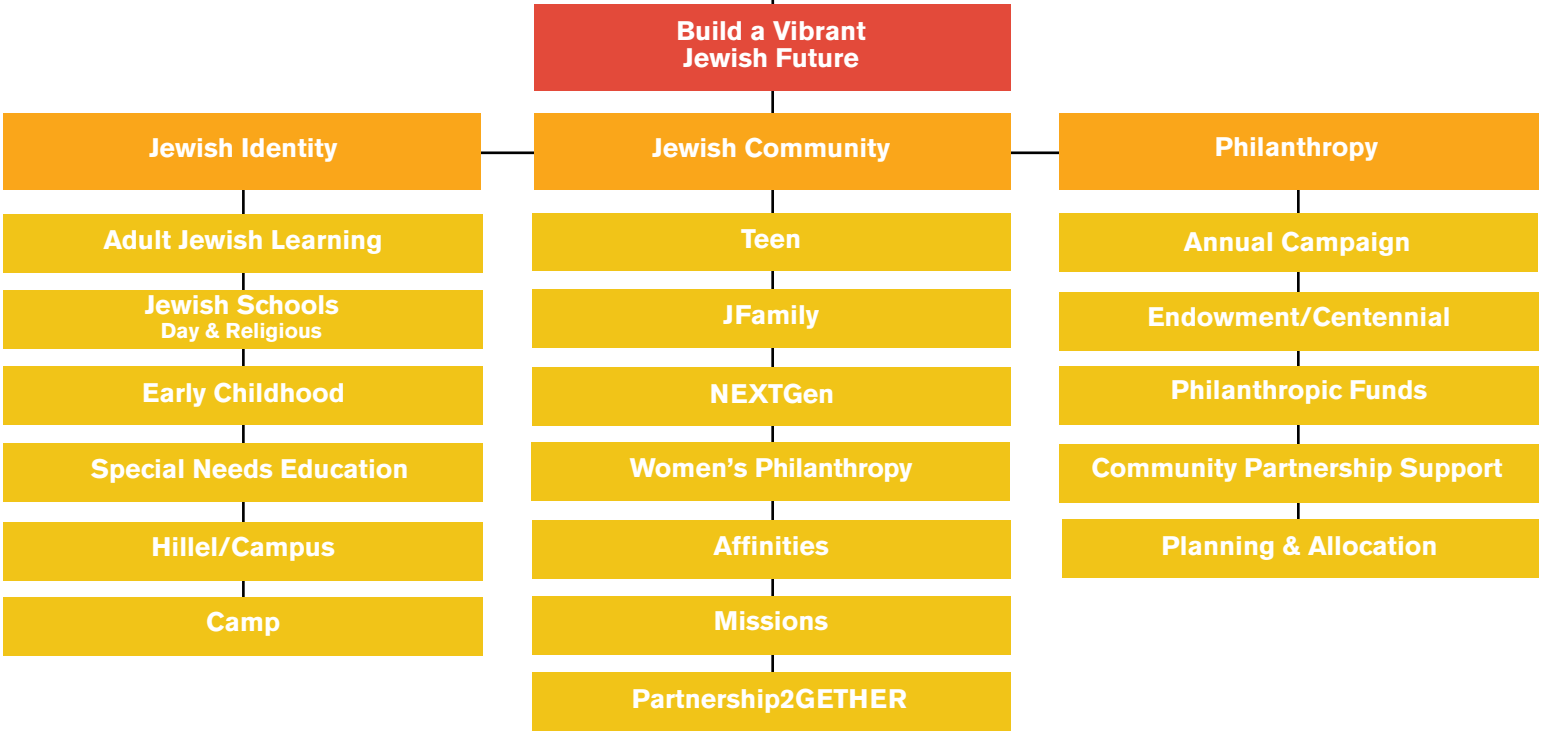 Build a Vibrant
Jewish Future
Jewish Identity
Jewish Community
Philanthropy
Adult Jewish Learning
Jewish Schools
Day & Religious
Early Childhood
Special Needs Education
Hillel/Campus
Camp
Teen
JFamily
NEXTGen
Women’s Philanthropy
Affinities
Missions
Partnership2GETHER
Annual Campaign
Endowment/Centennial
Philanthropic Funds
Community Partnership Support
Planning & Allocation